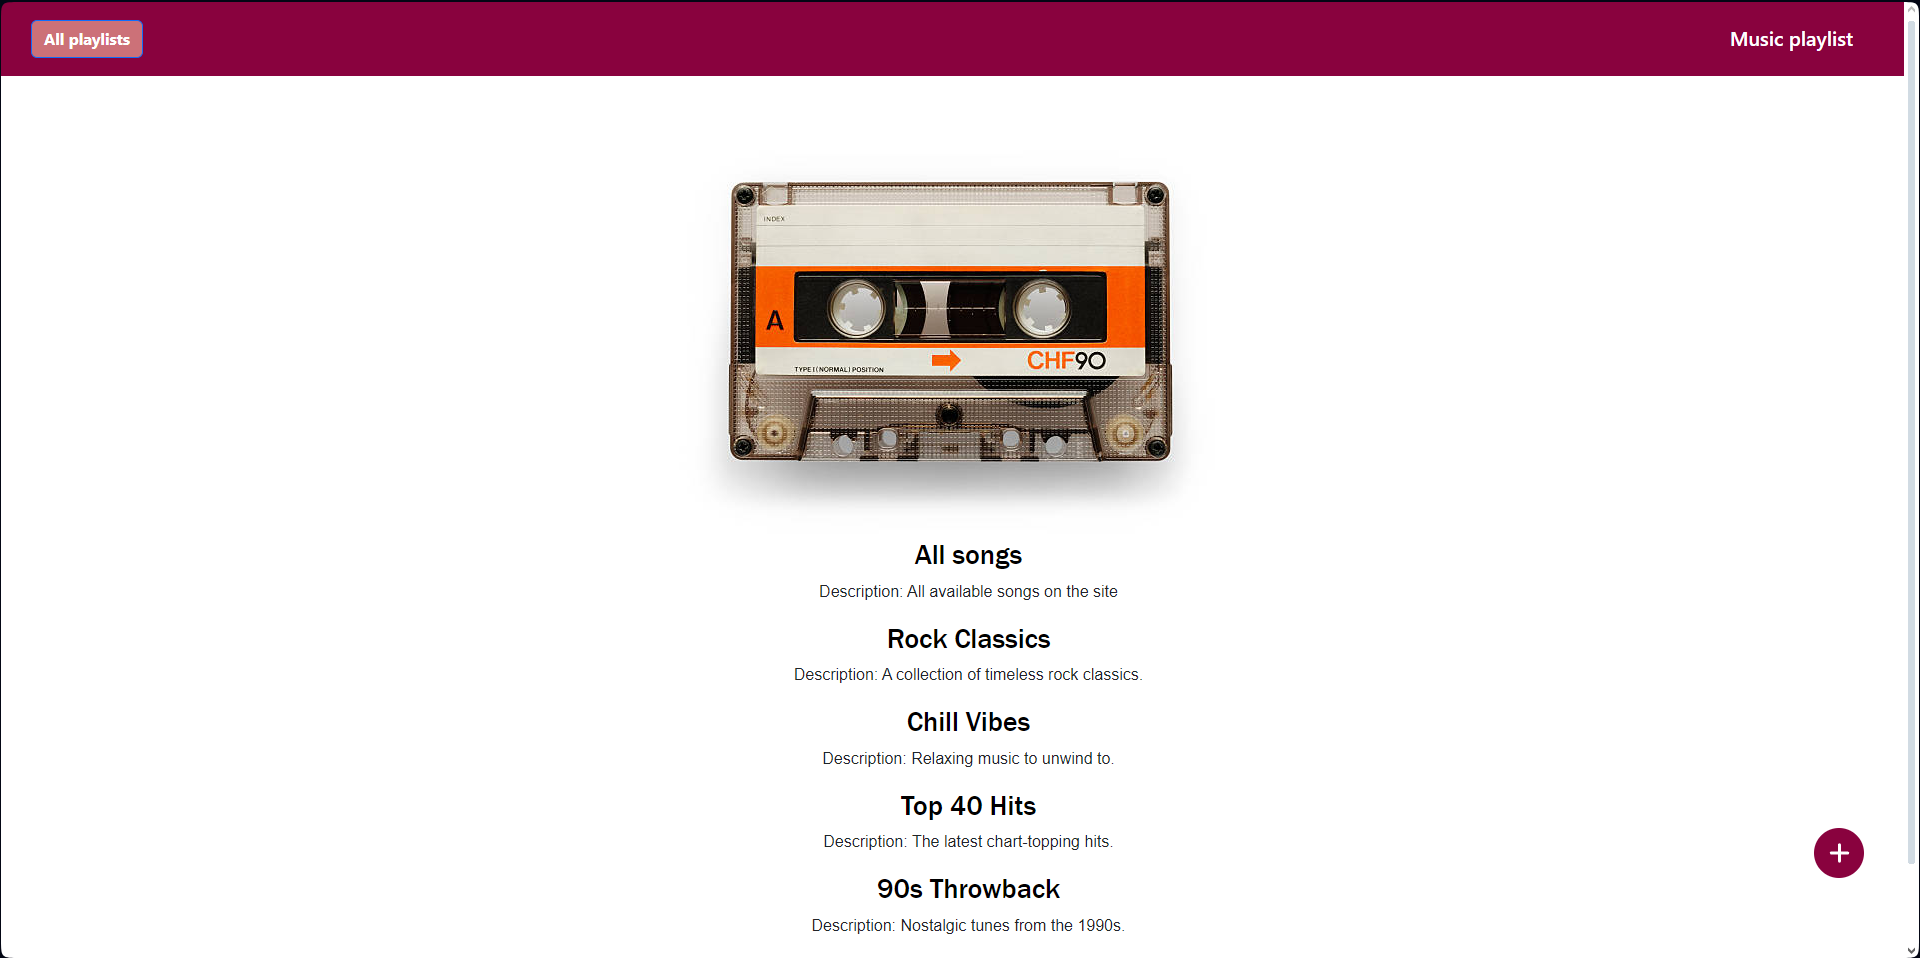 All playlists
Music playlist
INDEX
A
TYPE I (NORMAL) POSITION
CHF90
All songs
Description: All available songs on the site
Rock Classics
Description: A collection of timeless rock classics.
Chill Vibes
Description: Relaxing music to unwind to.
Top 40 Hits
Description: The latest chart-topping hits.
90s Throwback
Description: Nostalgic tunes from the 1990s.